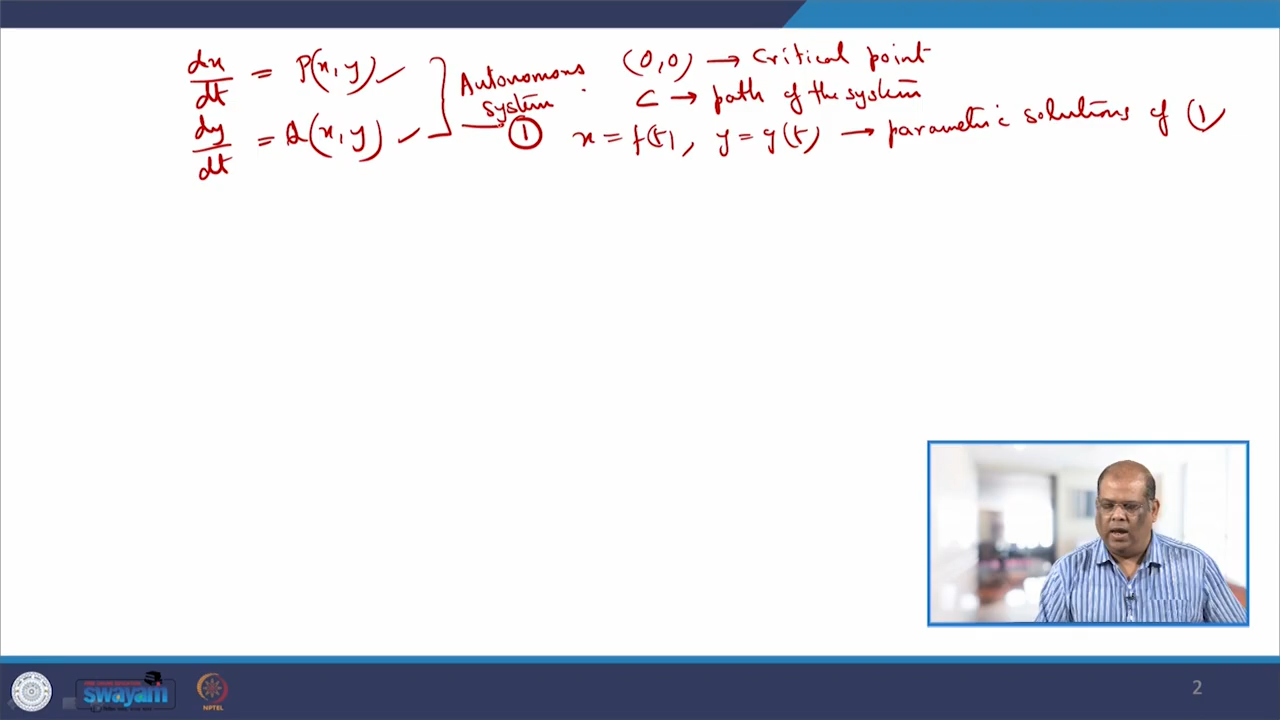 dx/dt = P(x, y) ✓
dy/dt = Q(x, y) ✓
Autonomous
system → ①
(0,0) → Critical point
C → path of the system
x = f(t), y = g(t) → parametric solutions of ①
swayam
NPTEL
2